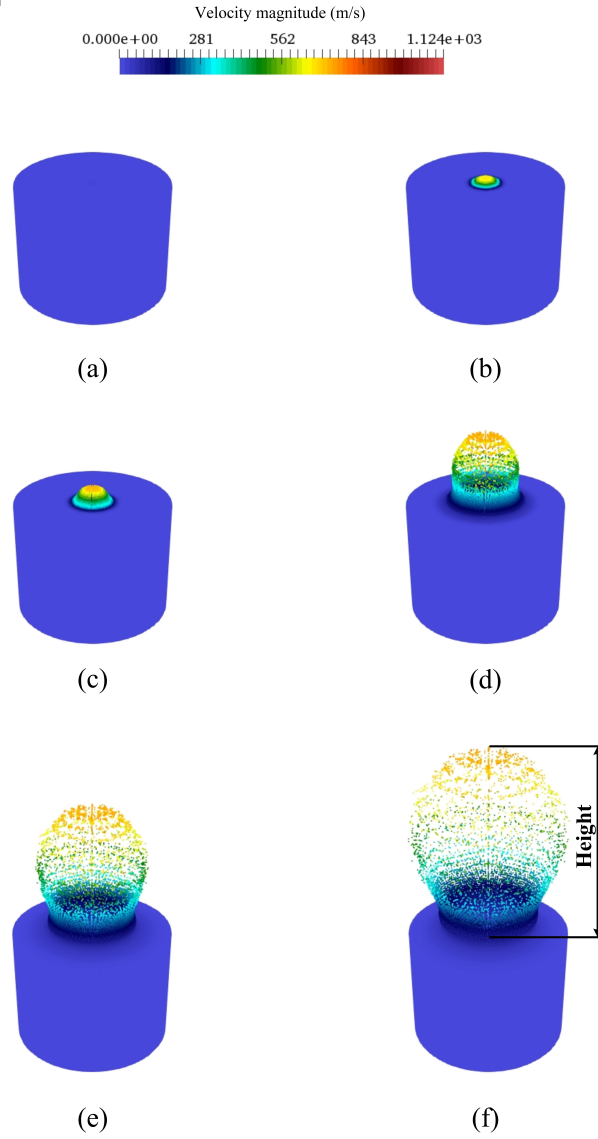 Velocity magnitude (m/s)
0.000e+00 281 562 843 1.124e+03
(a)
(b)
(c)
(d)
Height
(e)
(f)